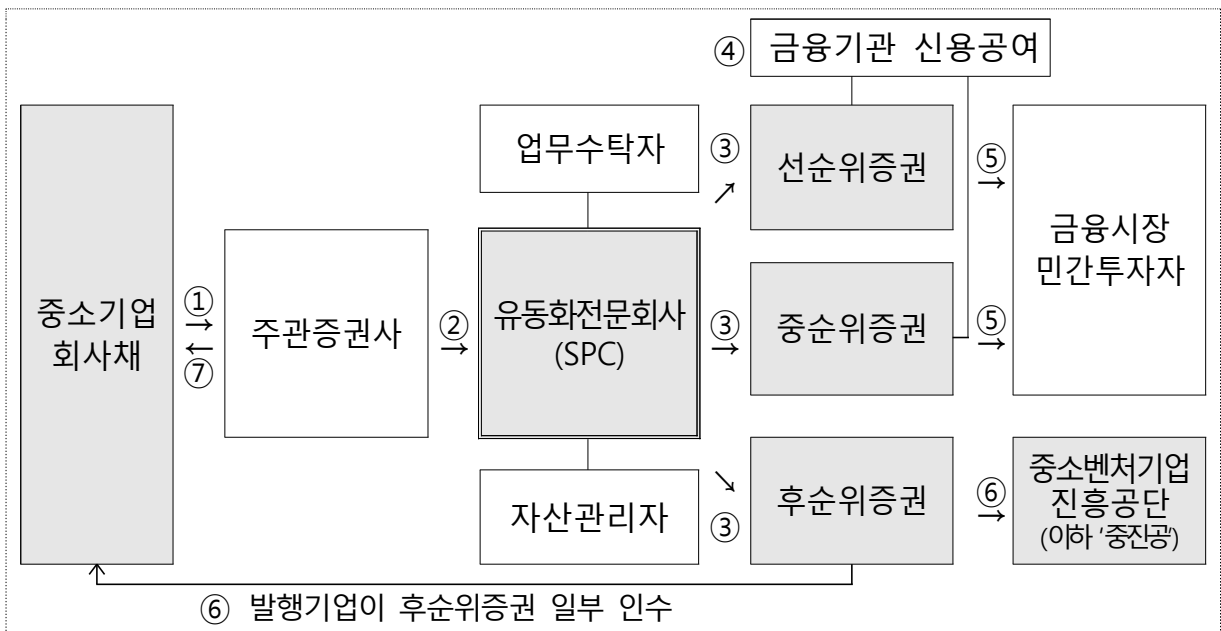 ④ 금융기관 신용공여
업무수탁자
③
↗
선순위증권
⑤
→
금융시장
민간투자자
중소기업
회사채
①
→
←
⑦
주관증권사
②
→
유동화전문회사
(SPC)
③
→
중순위증권
⑤
→
자산관리자
↘
③
후순위증권
⑥
→
중소벤처기업
진흥공단
(이하 '중진공')
⑥ 발행기업이 후순위증권 일부 인수